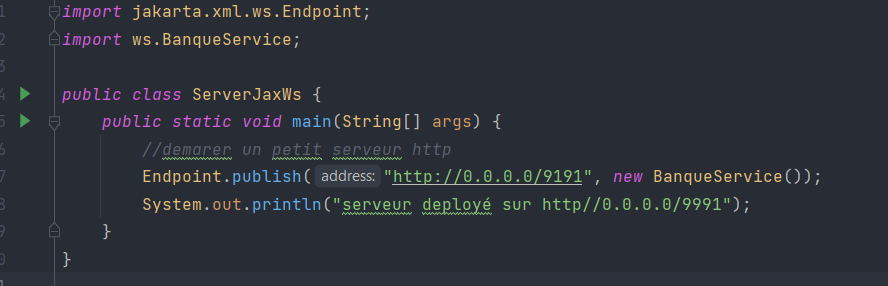 1 import jakarta.xml.ws.Endpoint;
2 import ws.BanqueService;
3
4 public class ServerJaxWs {
5 public static void main(String[] args) {
6 //demarer un petit serveur http
7 Endpoint.publish( address: "http://0.0.0.0/9191", new BanqueService());
8 System.out.println("serveur deployé sur http//0.0.0.0/9991");
9 }
0 }
1